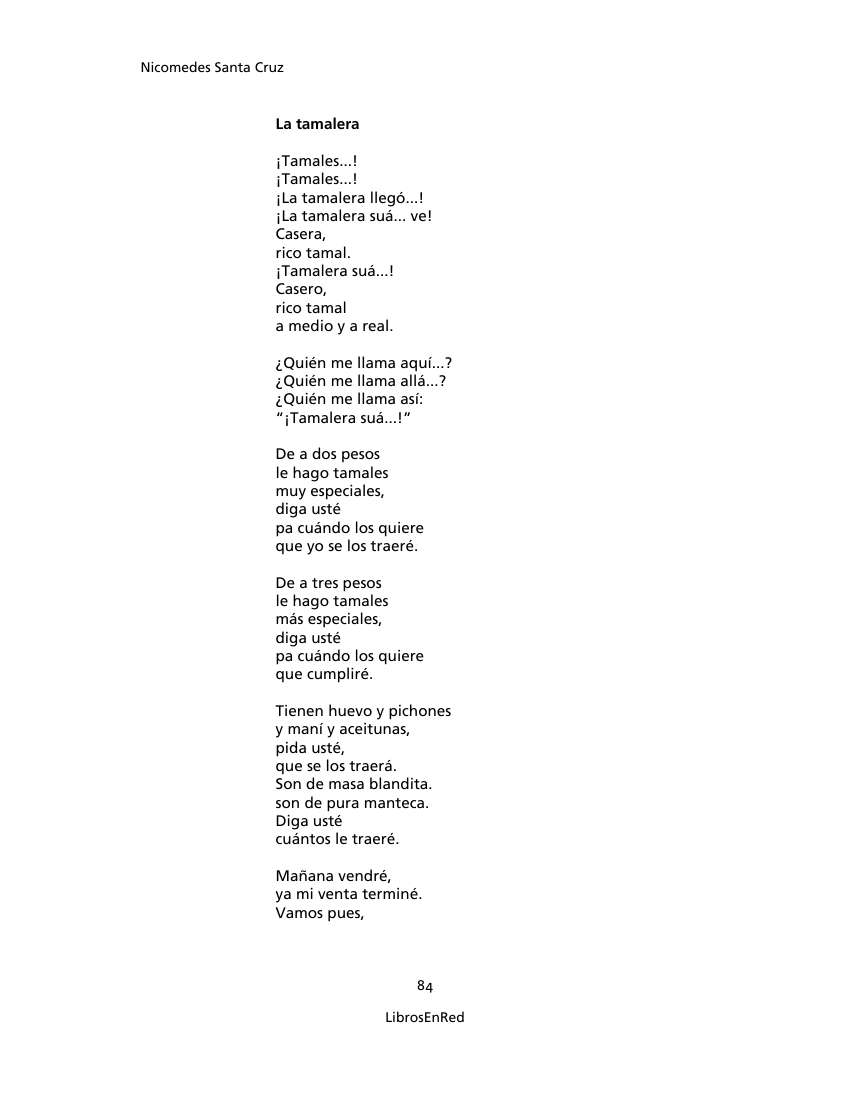 Nicomedes Santa Cruz
La tamalera
¡Tamales...!
¡Tamales...!
¡La tamalera llegó...!
¡La tamalera suá... ve!
Casera,
rico tamal.
¡Tamalera suá...!
Casero,
rico tamal
a medio y a real.
¿Quién me llama aquí...?
¿Quién me llama allá...?
¿Quién me llama así:
“¡Tamalera suá...!“
De a dos pesos
le hago tamales
muy especiales,
diga usté
pa cuándo los quiere
que yo se los traeré.
De a tres pesos
le hago tamales
más especiales,
diga usté
pa cuándo los quiere
que cumpliré.
Tienen huevo y pichones
y maní y aceitunas,
pida usté,
que se los traerá.
Son de masa blandita.
son de pura manteca.
Diga usté
cuántos le traeré.
Mañana vendré,
ya mi venta terminé.
Vamos pues,
84
LibrosEnRed